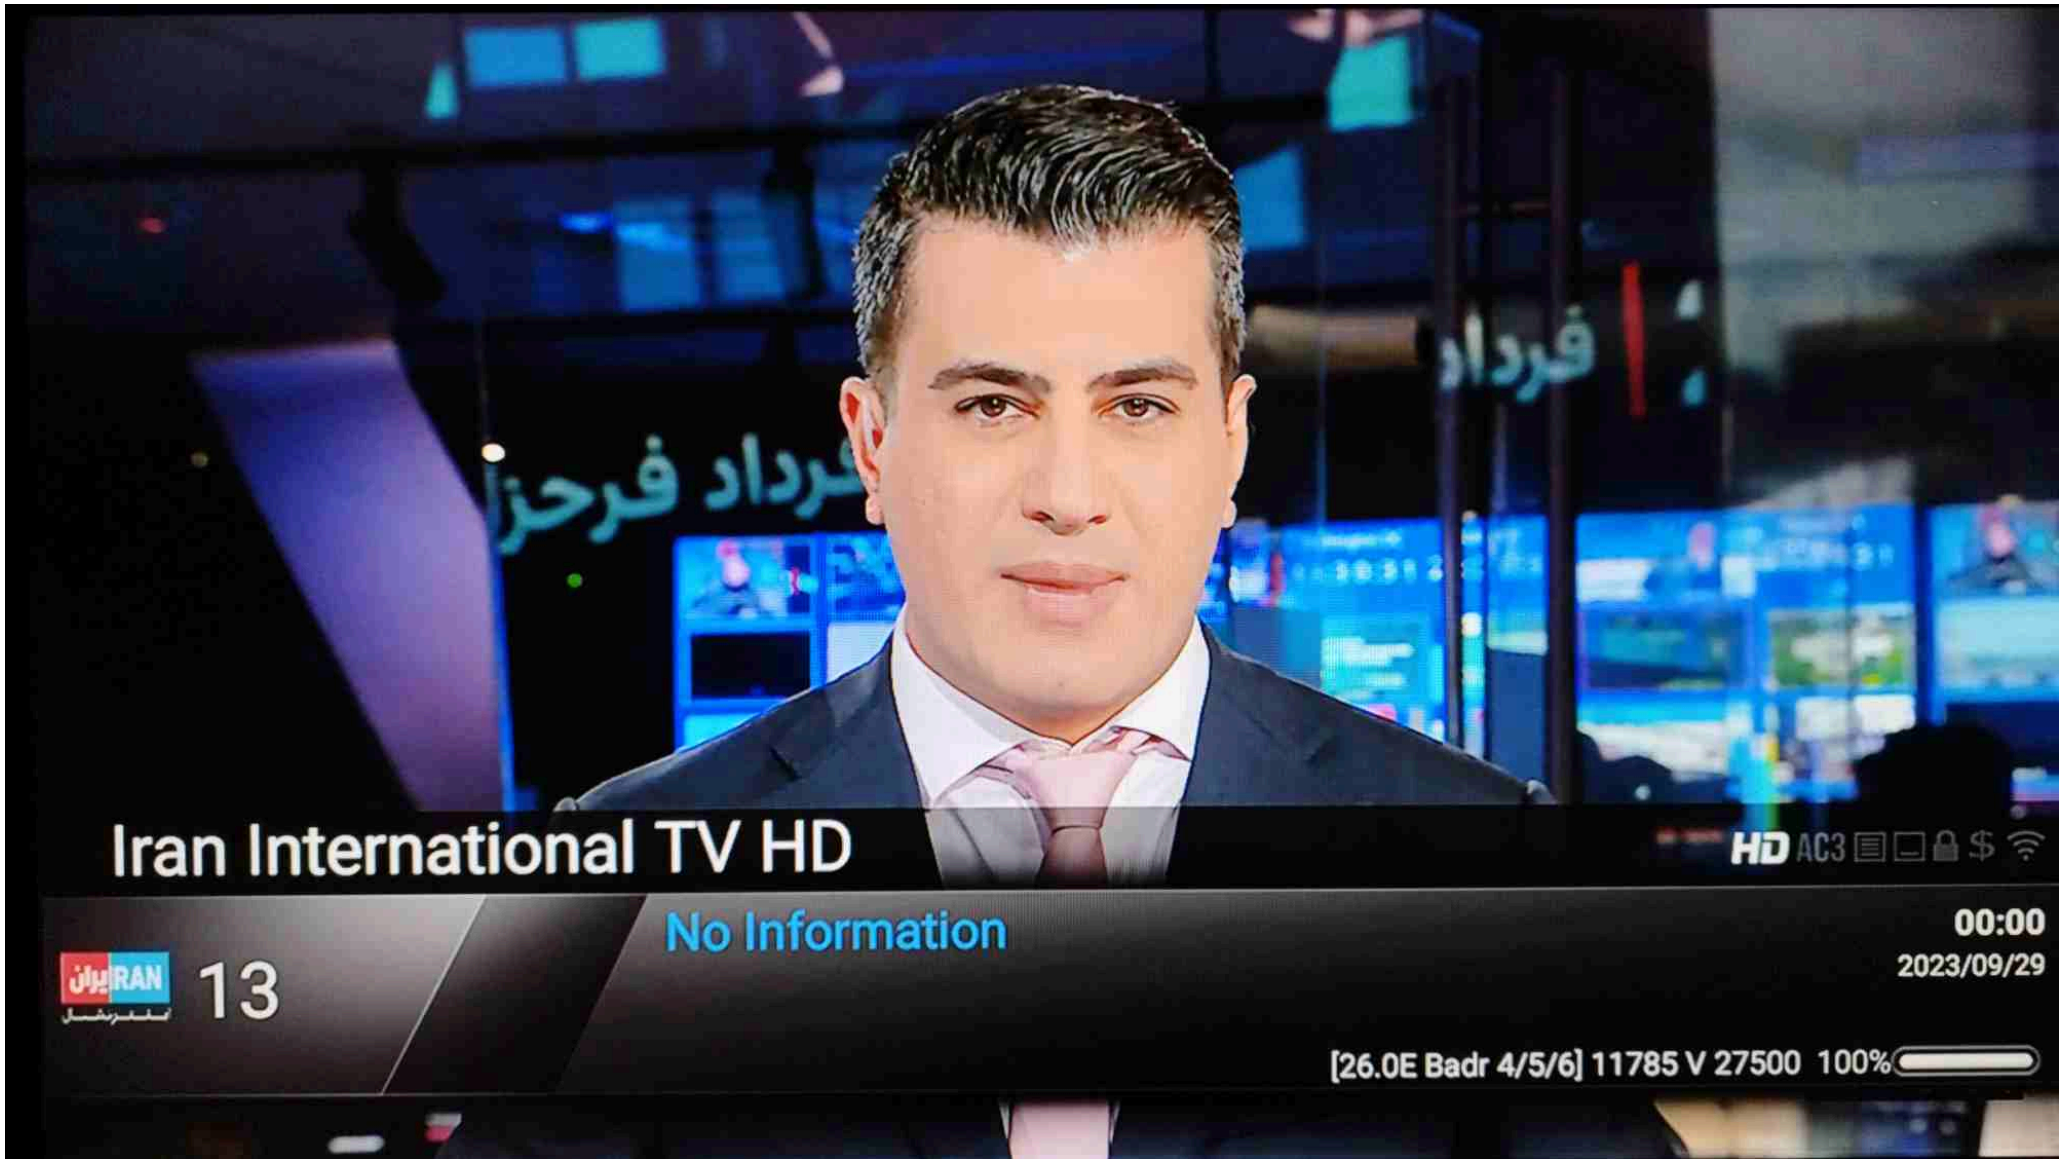 فرداد
فرداد فرحز
Iran International TV HD
HD AC3 $
No Information
00:00
2023/09/29
ایران IRAN
اینترنشنال
13
[26.0E Badr 4/5/6] 11785 V 27500 100%